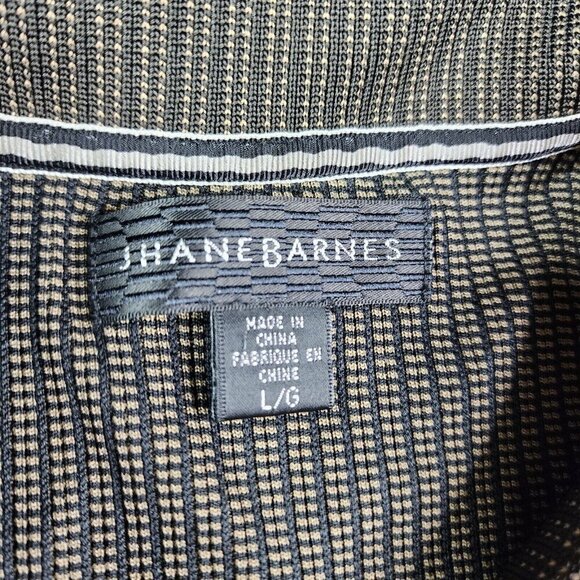 JHANEBARNES
MADE IN
CHINA
FABRIQUE EN
CHINE
L/G